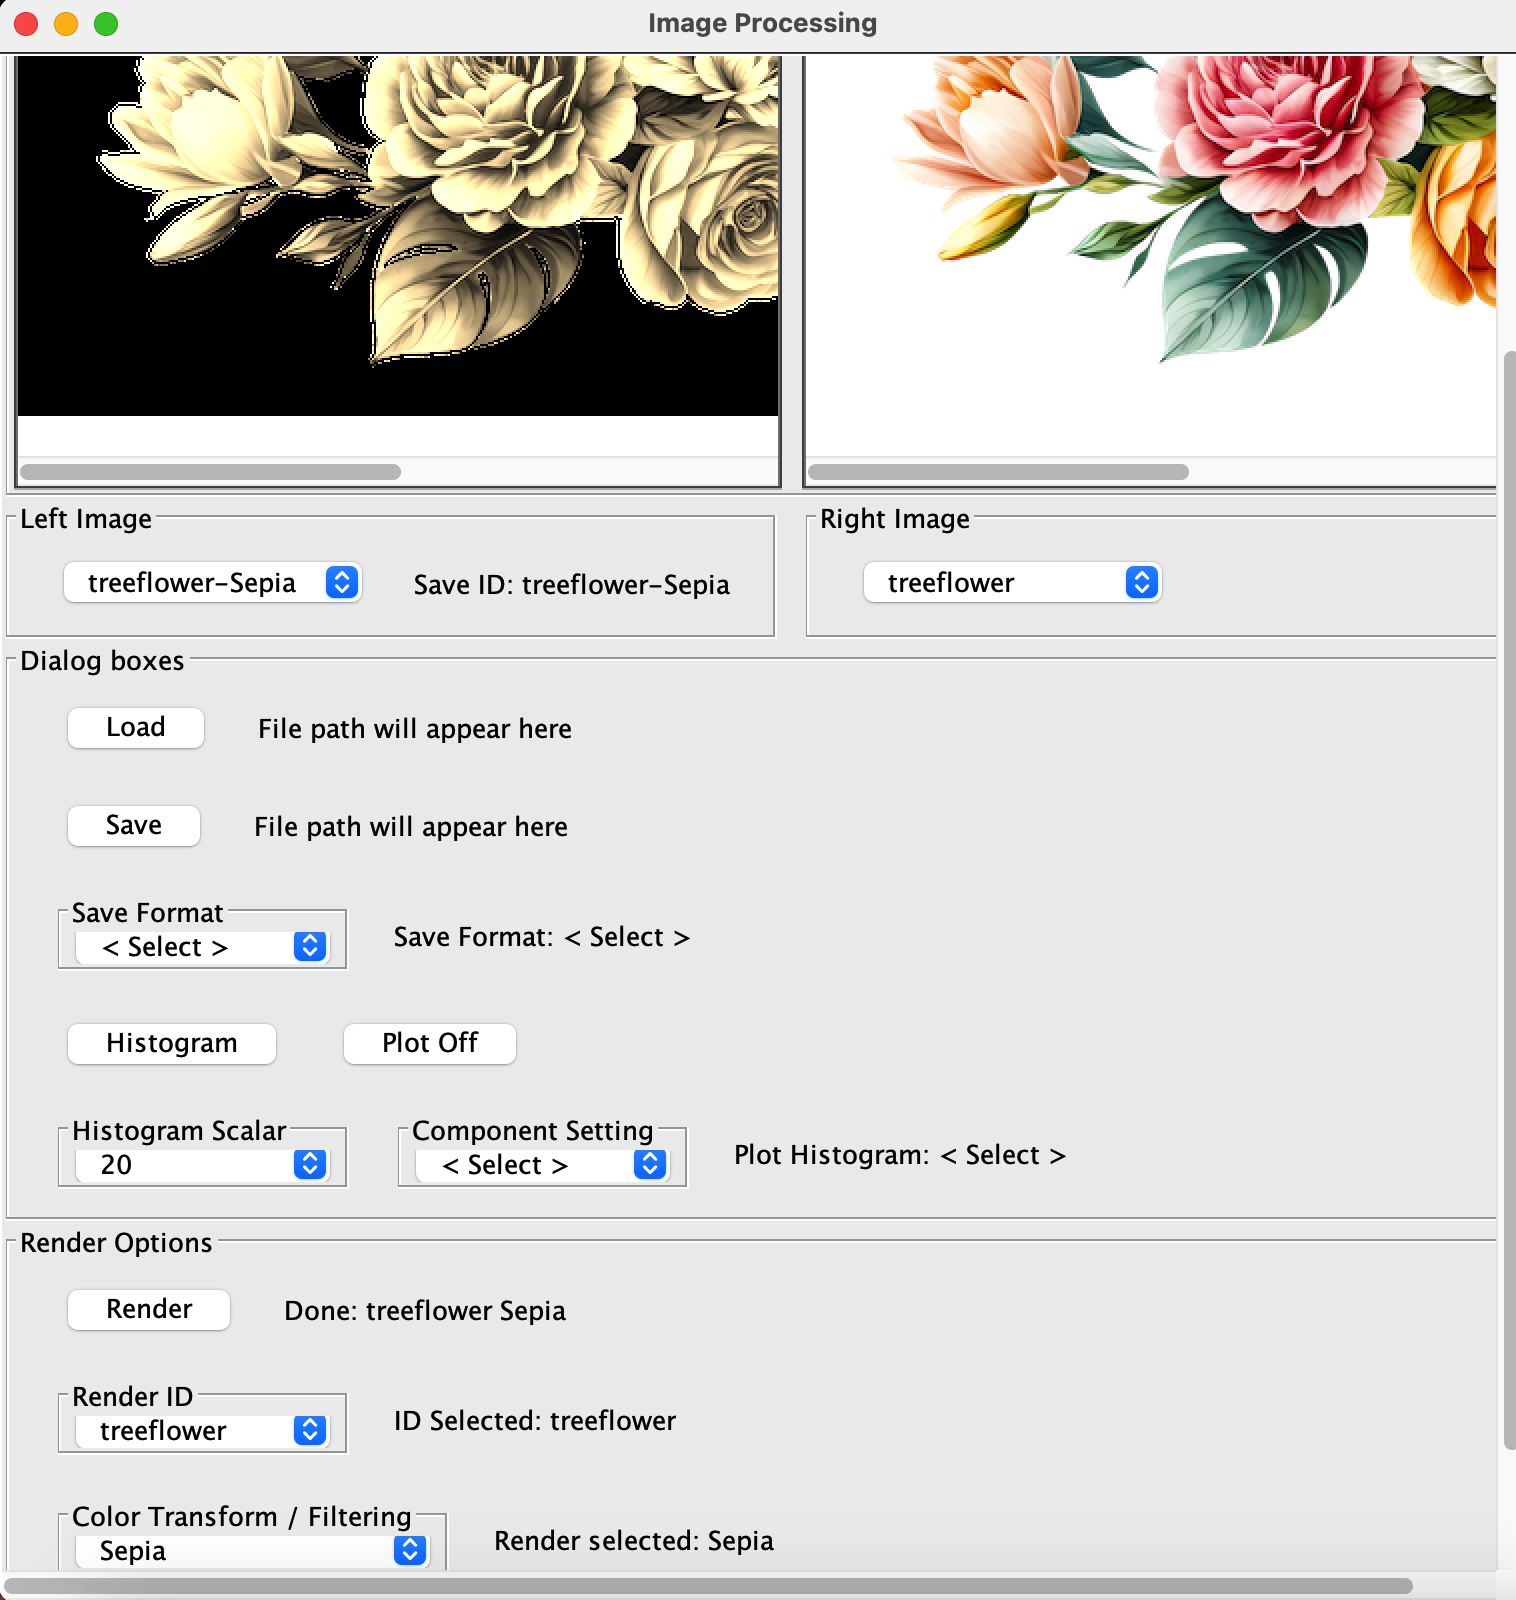 Image Processing
Left Image
Right Image
treeflower-Sepia
Save ID: treeflower-Sepia
treeflower
Dialog boxes
Load
File path will appear here
Save
File path will appear here
Save Format
< Select >
Save Format: < Select >
Histogram
Plot Off
Histogram Scalar
Component Setting
20
< Select >
Plot Histogram: < Select >
Render Options
Render
Done: treeflower Sepia
Render ID
treeflower
ID Selected: treeflower
Color Transform / Filtering
Sepia
Render selected: Sepia